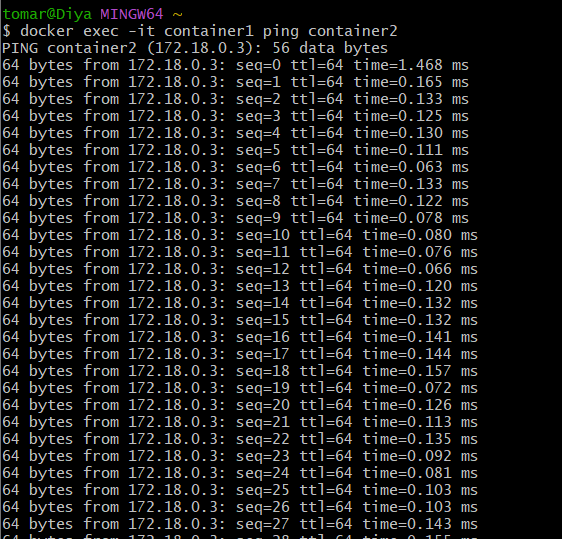 tomar@Diya MINGW64 ~
$ docker exec -it container1 ping container2
PING container2 (172.18.0.3): 56 data bytes
64 bytes from 172.18.0.3: seq=0 ttl=64 time=1.468 ms
64 bytes from 172.18.0.3: seq=1 ttl=64 time=0.165 ms
64 bytes from 172.18.0.3: seq=2 ttl=64 time=0.133 ms
64 bytes from 172.18.0.3: seq=3 ttl=64 time=0.125 ms
64 bytes from 172.18.0.3: seq=4 ttl=64 time=0.130 ms
64 bytes from 172.18.0.3: seq=5 ttl=64 time=0.111 ms
64 bytes from 172.18.0.3: seq=6 ttl=64 time=0.063 ms
64 bytes from 172.18.0.3: seq=7 ttl=64 time=0.133 ms
64 bytes from 172.18.0.3: seq=8 ttl=64 time=0.122 ms
64 bytes from 172.18.0.3: seq=9 ttl=64 time=0.078 ms
64 bytes from 172.18.0.3: seq=10 ttl=64 time=0.080 ms
64 bytes from 172.18.0.3: seq=11 ttl=64 time=0.076 ms
64 bytes from 172.18.0.3: seq=12 ttl=64 time=0.066 ms
64 bytes from 172.18.0.3: seq=13 ttl=64 time=0.120 ms
64 bytes from 172.18.0.3: seq=14 ttl=64 time=0.132 ms
64 bytes from 172.18.0.3: seq=15 ttl=64 time=0.132 ms
64 bytes from 172.18.0.3: seq=16 ttl=64 time=0.141 ms
64 bytes from 172.18.0.3: seq=17 ttl=64 time=0.144 ms
64 bytes from 172.18.0.3: seq=18 ttl=64 time=0.157 ms
64 bytes from 172.18.0.3: seq=19 ttl=64 time=0.072 ms
64 bytes from 172.18.0.3: seq=20 ttl=64 time=0.126 ms
64 bytes from 172.18.0.3: seq=21 ttl=64 time=0.113 ms
64 bytes from 172.18.0.3: seq=22 ttl=64 time=0.135 ms
64 bytes from 172.18.0.3: seq=23 ttl=64 time=0.092 ms
64 bytes from 172.18.0.3: seq=24 ttl=64 time=0.081 ms
64 bytes from 172.18.0.3: seq=25 ttl=64 time=0.103 ms
64 bytes from 172.18.0.3: seq=26 ttl=64 time=0.103 ms
64 bytes from 172.18.0.3: seq=27 ttl=64 time=0.143 ms